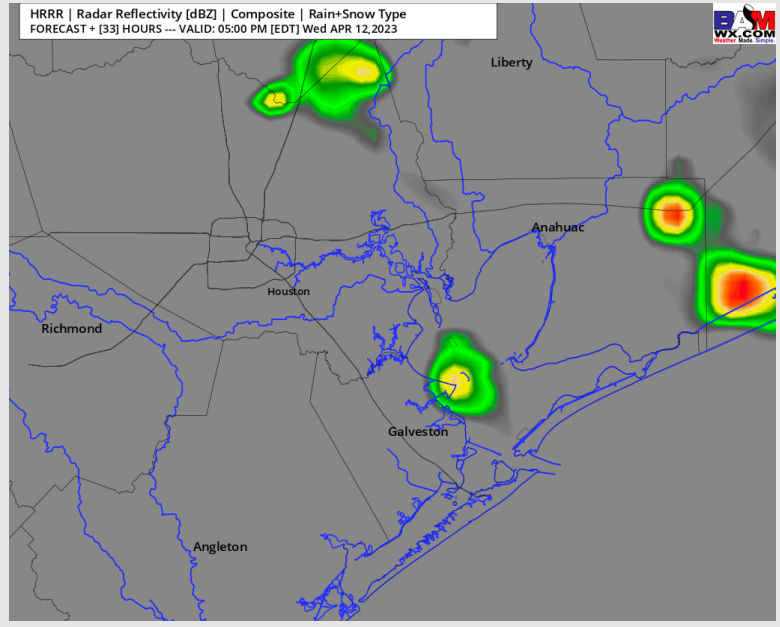 HRRR | Radar Reflectivity [dBZ] | Composite | Rain+Snow Type
FORECAST + [33] HOURS --- VALID: 05:00 PM [EDT] Wed APR 12,2023
BAM
WX.COM
Weather. Made. Simple.
Liberty
Anahuac
Houston
Richmond
Galveston
Angleton